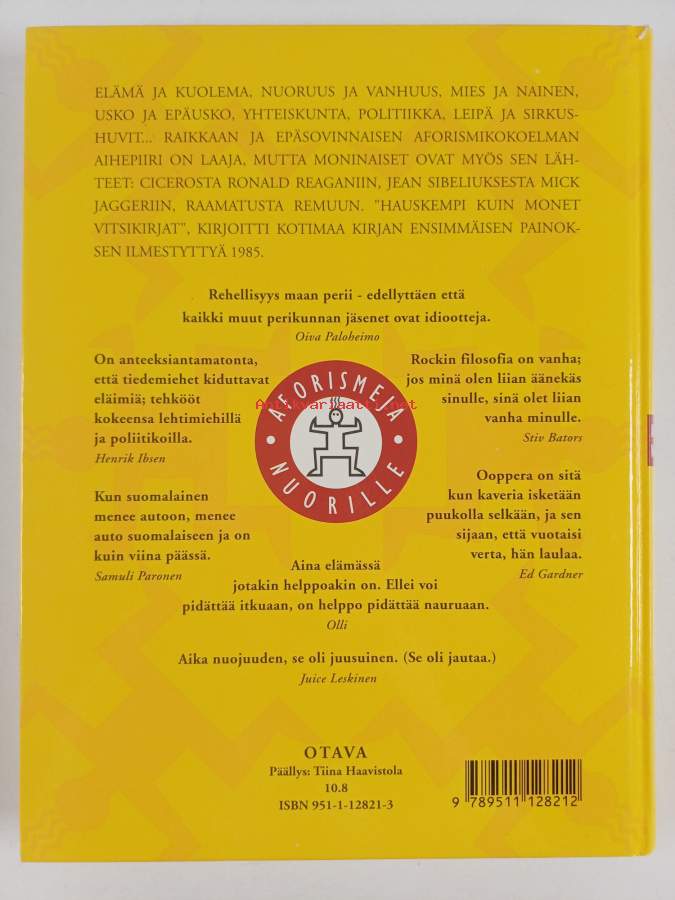 ELÄMÄ JA KUOLEMA, NUORUUS JA VANHUUS, MIES JA NAINEN,
USKO JA EPÄUSKO, YHTEISKUNTA, POLITIIKKA, LEIPÄ JA SIRKUS-
HUVIT... RAIKKAAN JA EPÄSOVINNAISEN AFORISMIKOKOELMAN
AIHEPIIRI ON LAAJA, MUTTA MONINAISET OVAT MYÖS SEN LÄH-
TEET: CICEROSTA RONALD REAGANIIN, JEAN SIBELIUKSESTA MICK
JAGGERIIN, RAAMATUSTA REMUUN. "HAUSKEMPI KUIN MONET
VITSIKIRJAT", KIRJOITTI KOTIMAA KIRJAN ENSIMMÄISEN PAINOK-
SEN ILMESTYTTYÄ 1985.
Rehellisyys maan perii - edellyttäen että
kaikki muut perikunnan jäsenet ovat idiootteja.
Oiva Paloheimo
On anteeksiantamatonta,
että tiedemiehet kiduttavat
eläimiä; tehkööt
kokeensa lehtimiehillä
ja poliitikoilla.
Henrik Ibsen
Rockin filosofia on vanha;
jos minä olen liian äänekäs
sinulle, sinä olet liian
vanha minulle.
Stiv Bators
AFORISMEJA
NUORILLE
Antikvariaatti.net
Kun suomalainen
menee autoon, menee
auto suomalaiseen ja on
kuin viina päässä.
Samuli Paronen
Ooppera on sitä
kun kaveria isketään
puukolla selkään, ja sen
sijaan, että vuotaisi
verta, hän laulaa.
Ed Gardner
Aina elämässä
jotakin helppoakin on. Ellei voi
pidättää itkuaan, on helppo pidättää nauruaan.
Olli
Aika nuojuuden, se oli juusuinen. (Se oli jautaa.)
Juice Leskinen
OTAVA
Päällys: Tiina Haavistola
10.8
ISBN 951-1-12821-3
9 789511 128212